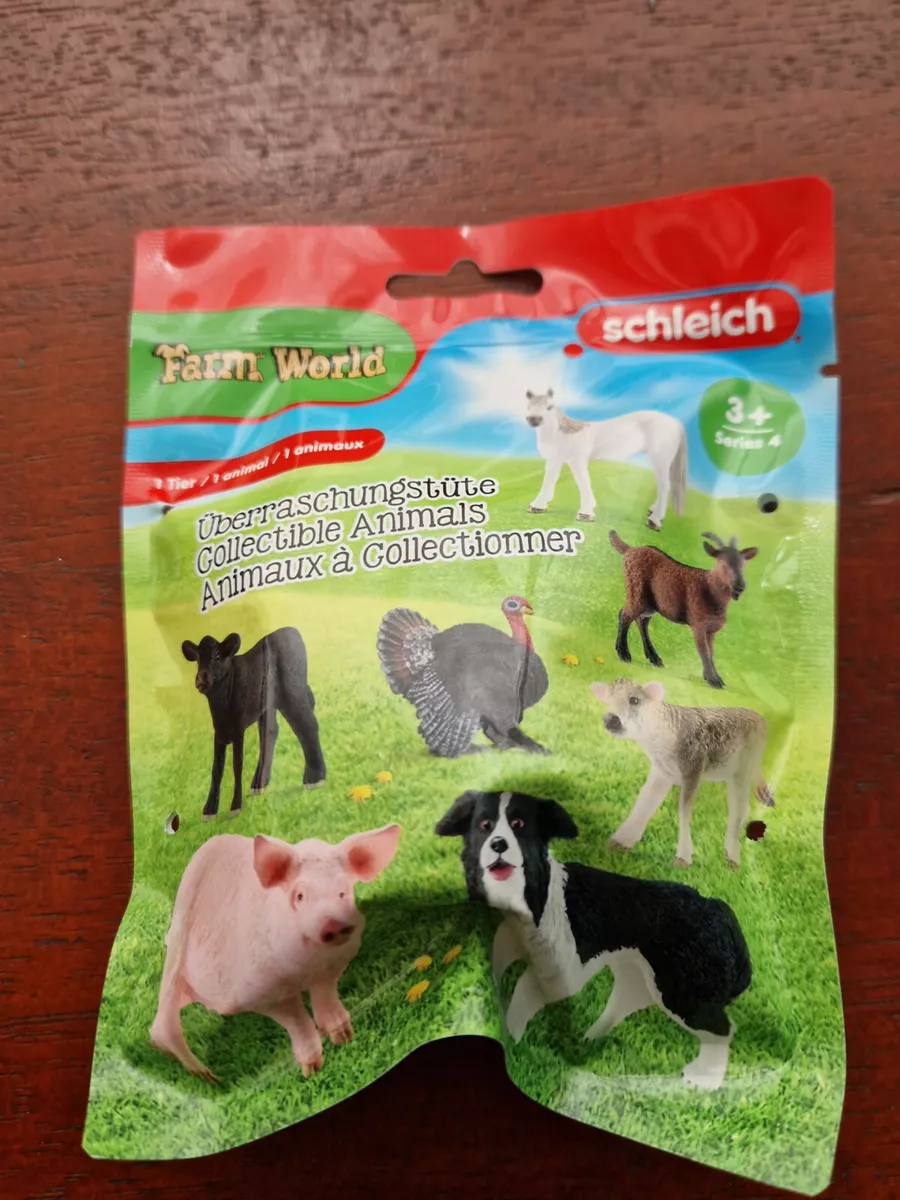 schleich
Farm World
3+
Series 4
1 Tier / 1 animal / 1 animaux
Überraschungstüte
Collectible Animals
Animaux à Collectionner